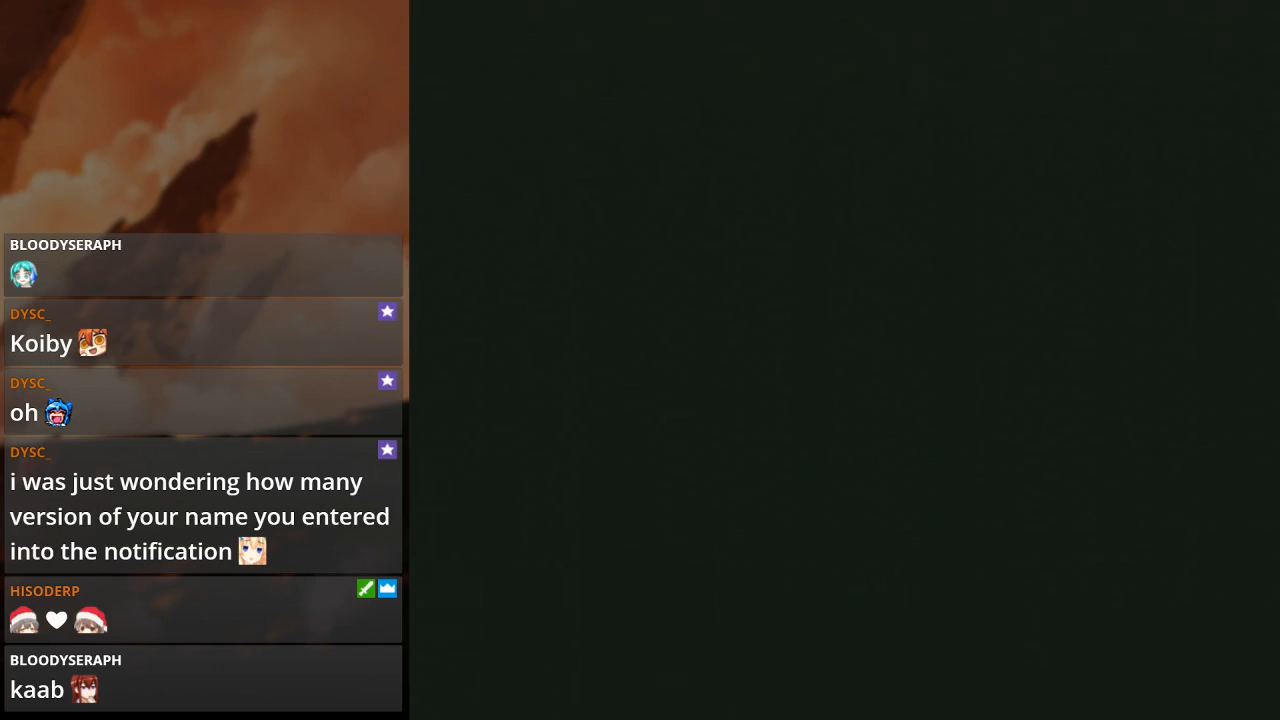 BLOODYSERAPH
DYSC_
Koiby
DYSC_
oh
DYSC_
i was just wondering how many
version of your name you entered
into the notification
HISODERP
BLOODYSERAPH
kaab